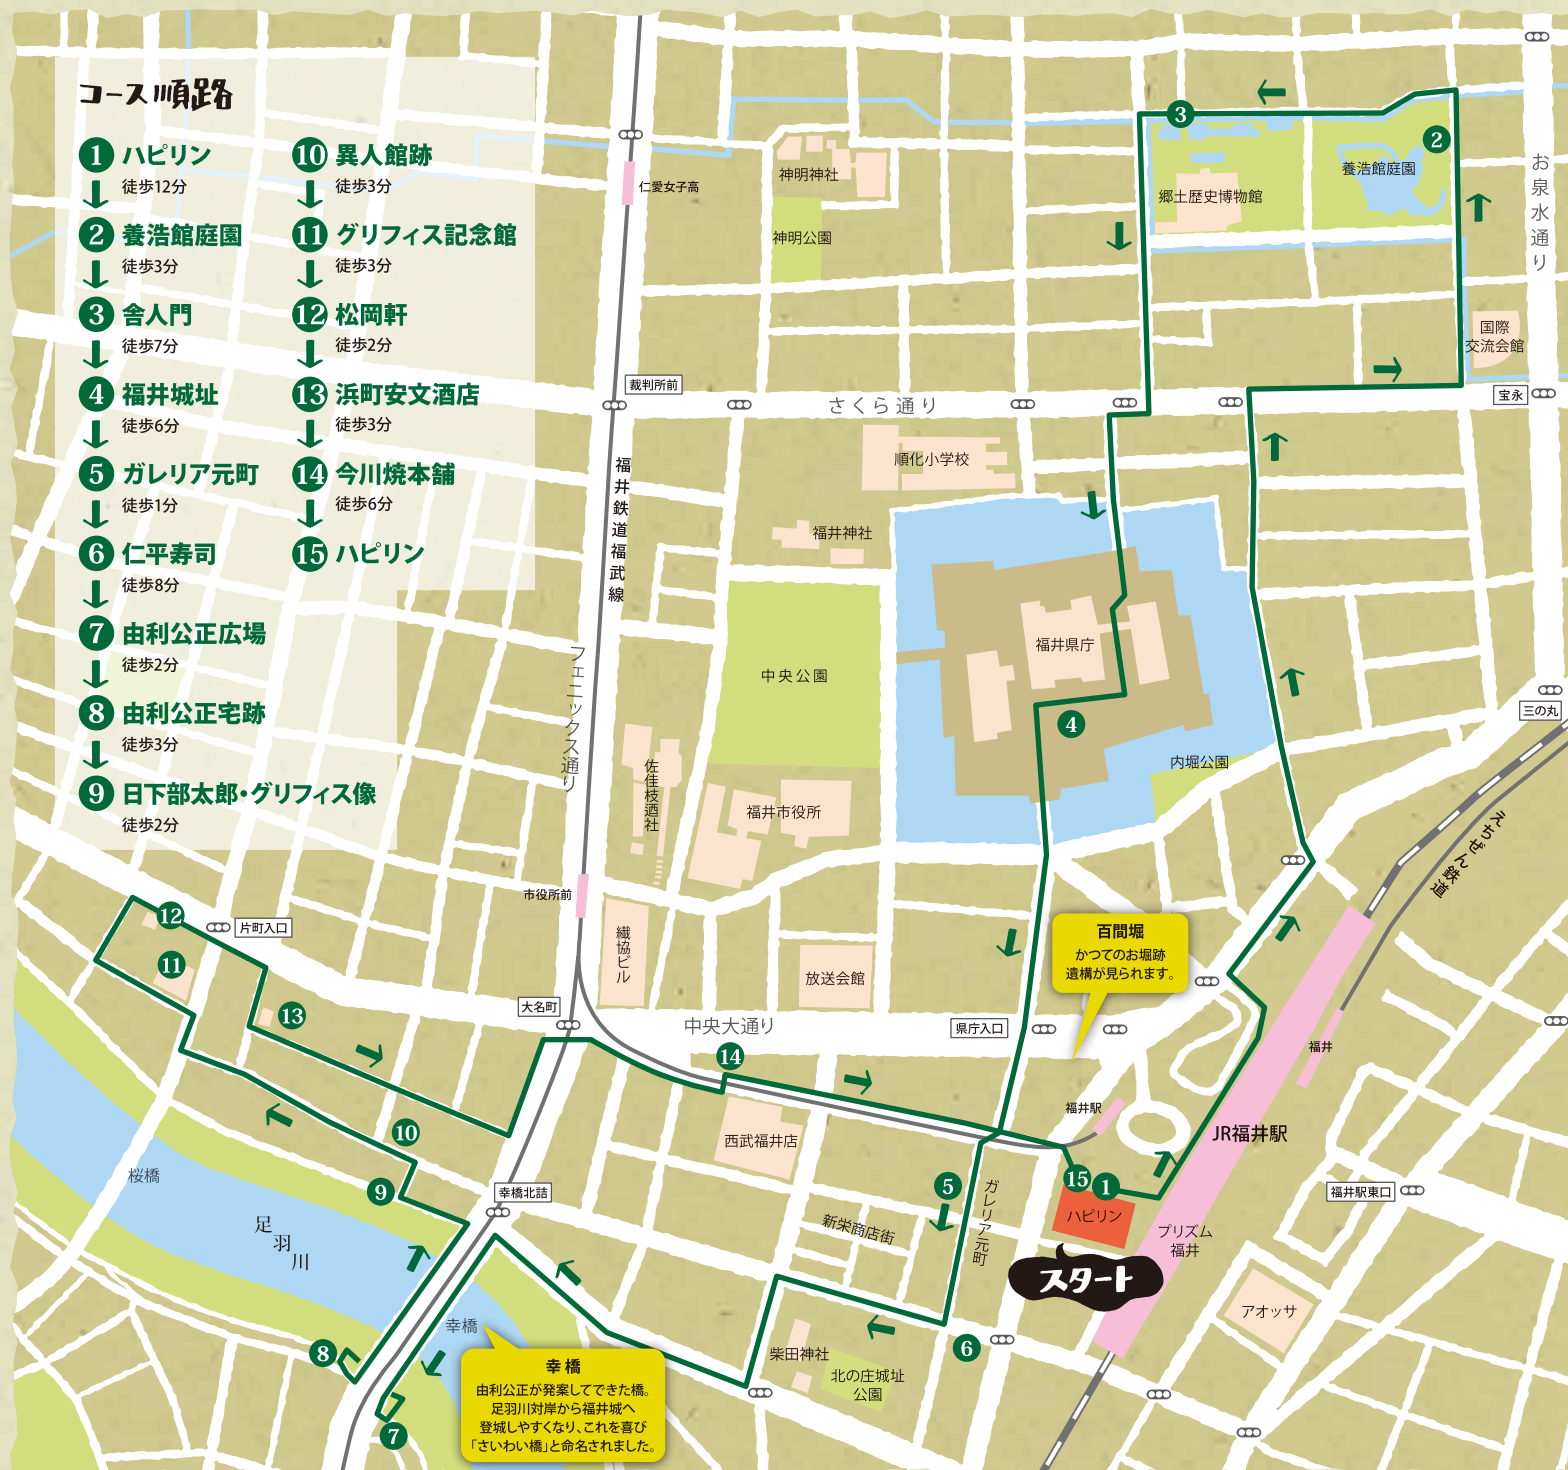 コース順路
1 ハピリン
徒歩12分
2 養浩館庭園
徒歩3分
3 舎人門
徒歩7分
4 福井城址
徒歩6分
5 ガレリア元町
徒歩1分
6 仁平寿司
徒歩8分
7 由利公正広場
徒歩2分
8 由利公正宅跡
徒歩3分
9 日下部太郎・グリフィス像
徒歩2分
10 異人館跡
徒歩3分
11 グリフィス記念館
徒歩3分
12 松岡軒
徒歩2分
13 浜町安文酒店
徒歩3分
14 今川焼本舗
徒歩6分
15 ハピリン
3
2
養浩館庭園
郷土歴史博物館
お泉水通り
神明神社
仁愛女子高
神明公園
国際
交流会館
宝永
裁判所前
さくら通り
順化小学校
福井鉄道福武線
福井神社
福井県庁
中央公園
フェニックス通り
4
三の丸
内堀公園
佐佳枝廼社
福井市役所
えちぜん鉄道
市役所前
12
片町入口
繊協ビル
11
放送会館
百間堀
かつてのお堀跡
遺構が見られます。
13
大名町
中央大通り
県庁入口
14
福井
福井駅
10
西武福井店
JR福井駅
桜橋
9
幸橋北詰
5
15
1
福井駅東口
ガレリア元町
ハピリン
足羽川
新栄商店街
プリズム
福井
スタート
幸橋
アオッサ
8
柴田神社
6
北の庄城址
公園
幸橋
由利公正が発案してできた橋。
足羽川対岸から福井城へ
登城しやすくなり、これを喜び
「さいわい橋」と命名されました。
7